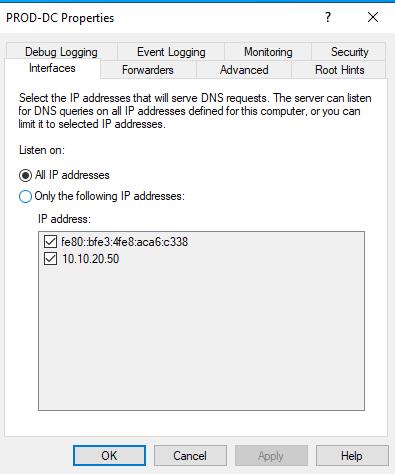 PROD-DC Properties
? X
Debug Logging Event Logging Monitoring Security
Interfaces Forwarders Advanced Root Hints
Select the IP addresses that will serve DNS requests. The server can listen
for DNS queries on all IP addresses defined for this computer, or you can
limit it to selected IP addresses.
Listen on:
All IP addresses
Only the following IP addresses:
IP address:
fe80::bfe3:4fe8:aca6:c338
10.10.20.50
OK Cancel Apply Help